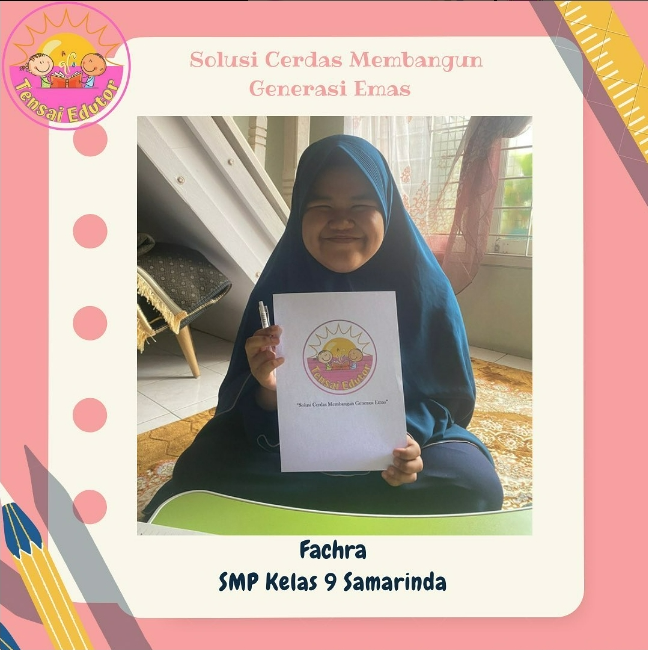 Tensai Edutor
Solusi Cerdas Membangun
Generasi Emas
Tensai Edutor
"Solusi Cerdas Membangun Generasi Emas"
Fachra
SMP Kelas 9 Samarinda